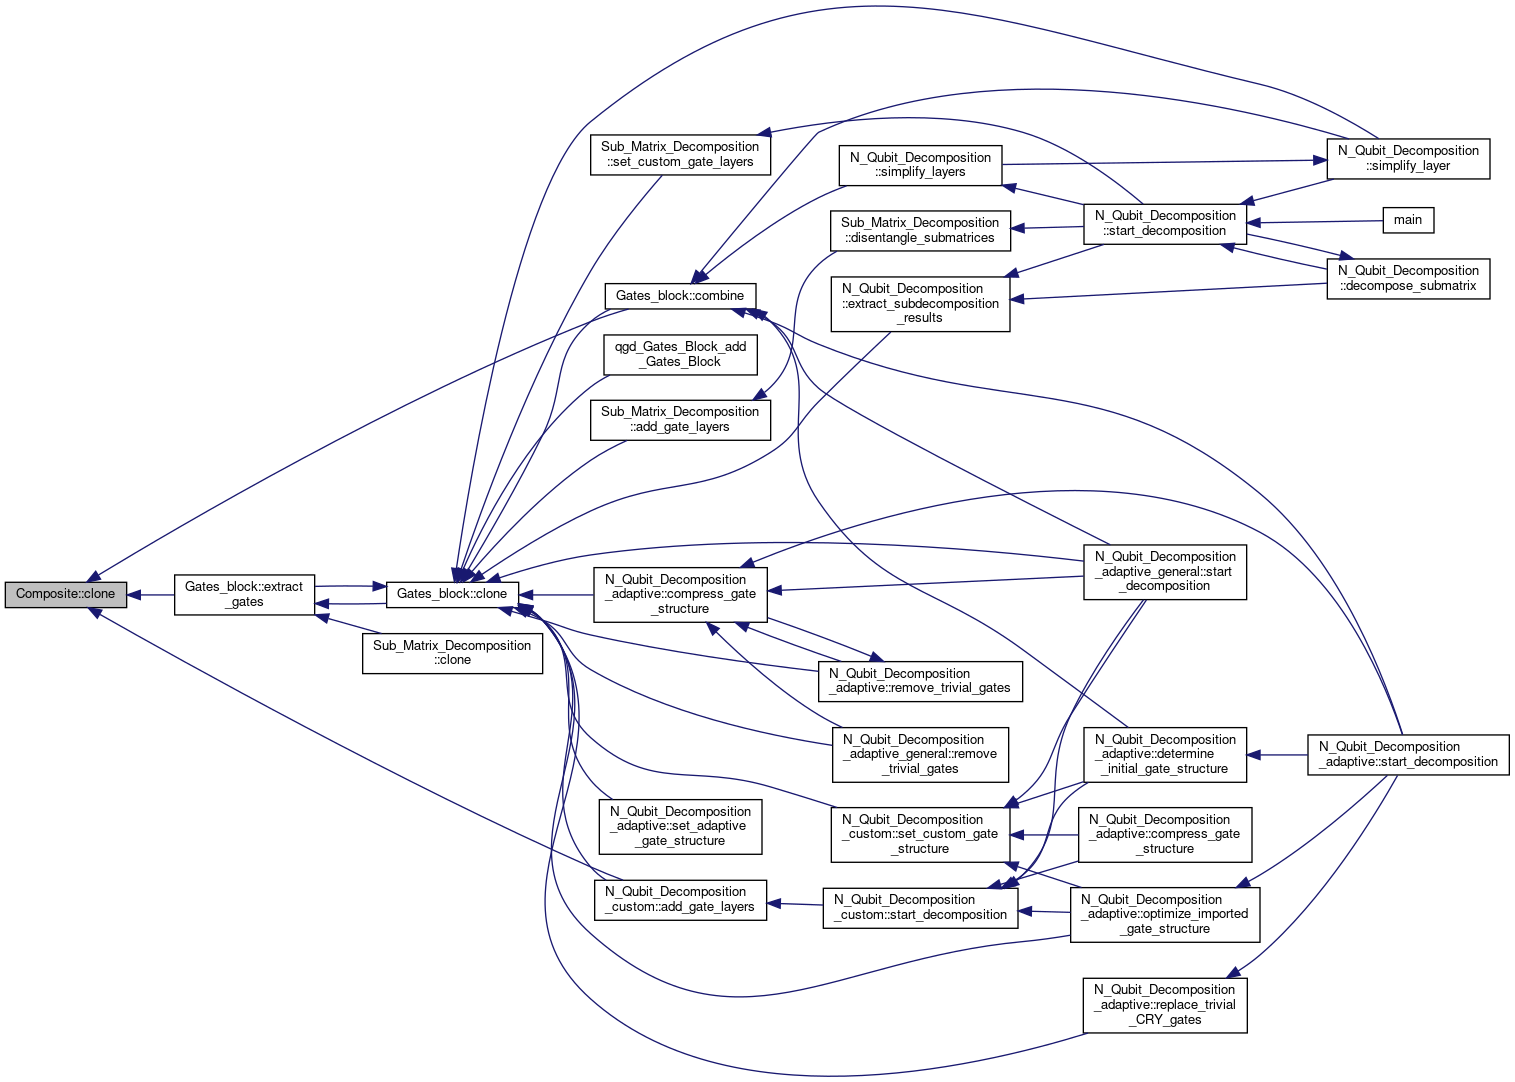 Composite::clone
Gates_block::extract
_gates
Gates_block::clone
Sub_Matrix_Decomposition
::clone
Sub_Matrix_Decomposition
::set_custom_gate_layers
Gates_block::combine
qgd_Gates_Block_add
_Gates_Block
Sub_Matrix_Decomposition
::add_gate_layers
N_Qubit_Decomposition
_adaptive::compress_gate
_structure
N_Qubit_Decomposition
_adaptive::set_adaptive
_gate_structure
N_Qubit_Decomposition
_custom::add_gate_layers
N_Qubit_Decomposition
::simplify_layers
Sub_Matrix_Decomposition
::disentangle_submatrices
N_Qubit_Decomposition
::extract_subdecomposition
_results
N_Qubit_Decomposition
_adaptive::remove_trivial_gates
N_Qubit_Decomposition
_adaptive_general::remove
_trivial_gates
N_Qubit_Decomposition
_custom::set_custom_gate
_structure
N_Qubit_Decomposition
_custom::start_decomposition
N_Qubit_Decomposition
::start_decomposition
N_Qubit_Decomposition
_adaptive_general::start
_decomposition
N_Qubit_Decomposition
_adaptive::determine
_initial_gate_structure
N_Qubit_Decomposition
_adaptive::compress_gate
_structure
N_Qubit_Decomposition
_adaptive::optimize_imported
_gate_structure
N_Qubit_Decomposition
_adaptive::replace_trivial
_CRY_gates
N_Qubit_Decomposition
::simplify_layer
main
N_Qubit_Decomposition
::decompose_submatrix
N_Qubit_Decomposition
_adaptive::start_decomposition